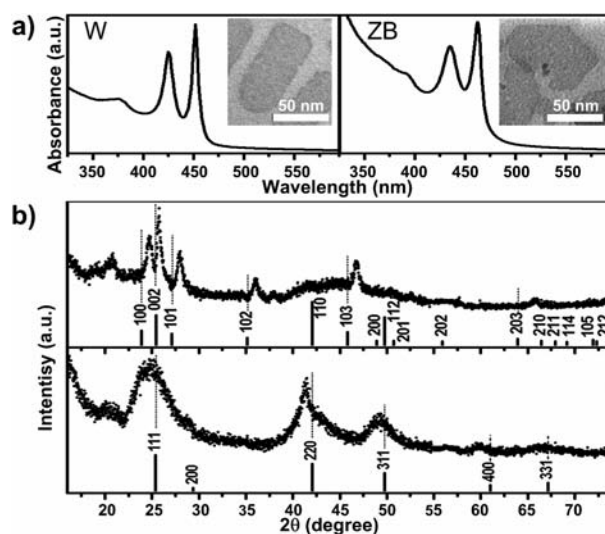 a)
W
ZB
Absorbance (a.u.)
50 nm
50 nm
350 400 450 500 550
350 400 450 500 550
Wavelength (nm)
b)
Intentisy (a.u.)
100
002
101
102
110
103
200
112
201
202
203
210
211
114
105
212
111
200
220
311
400
331
20 25 30 35 40 45 50 55 60 65 70
2θ (degree)